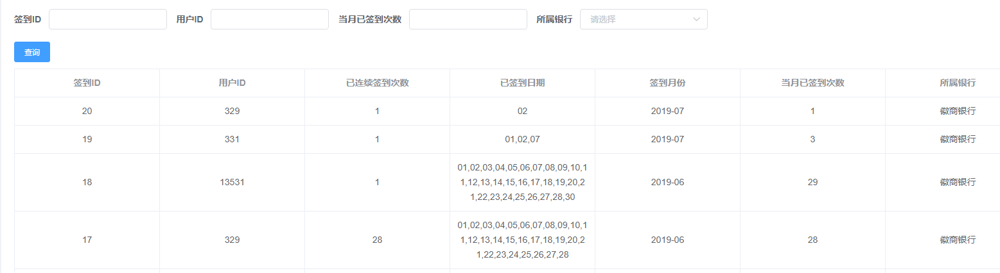 签到ID 用户ID 当月已签到次数 所属银行 请选择
查询
签到ID 用户ID 已连续签到次数 已签到日期 签到月份 当月已签到次数 所属银行
20 329 1 02 2019-07 1 徽商银行
19 331 1 01,02,07 2019-07 3 徽商银行
01,02,03,04,05,06,07,08,09,10,1
18 13531 1 1,12,13,14,15,16,17,18,19,20,2 2019-06 29 徽商银行
1,22,23,24,25,26,27,28,30
01,02,03,04,05,06,07,08,09,10,1
17 329 28 1,12,13,14,15,16,17,18,19,20,2 2019-06 28 徽商银行
1,22,23,24,25,26,27,28